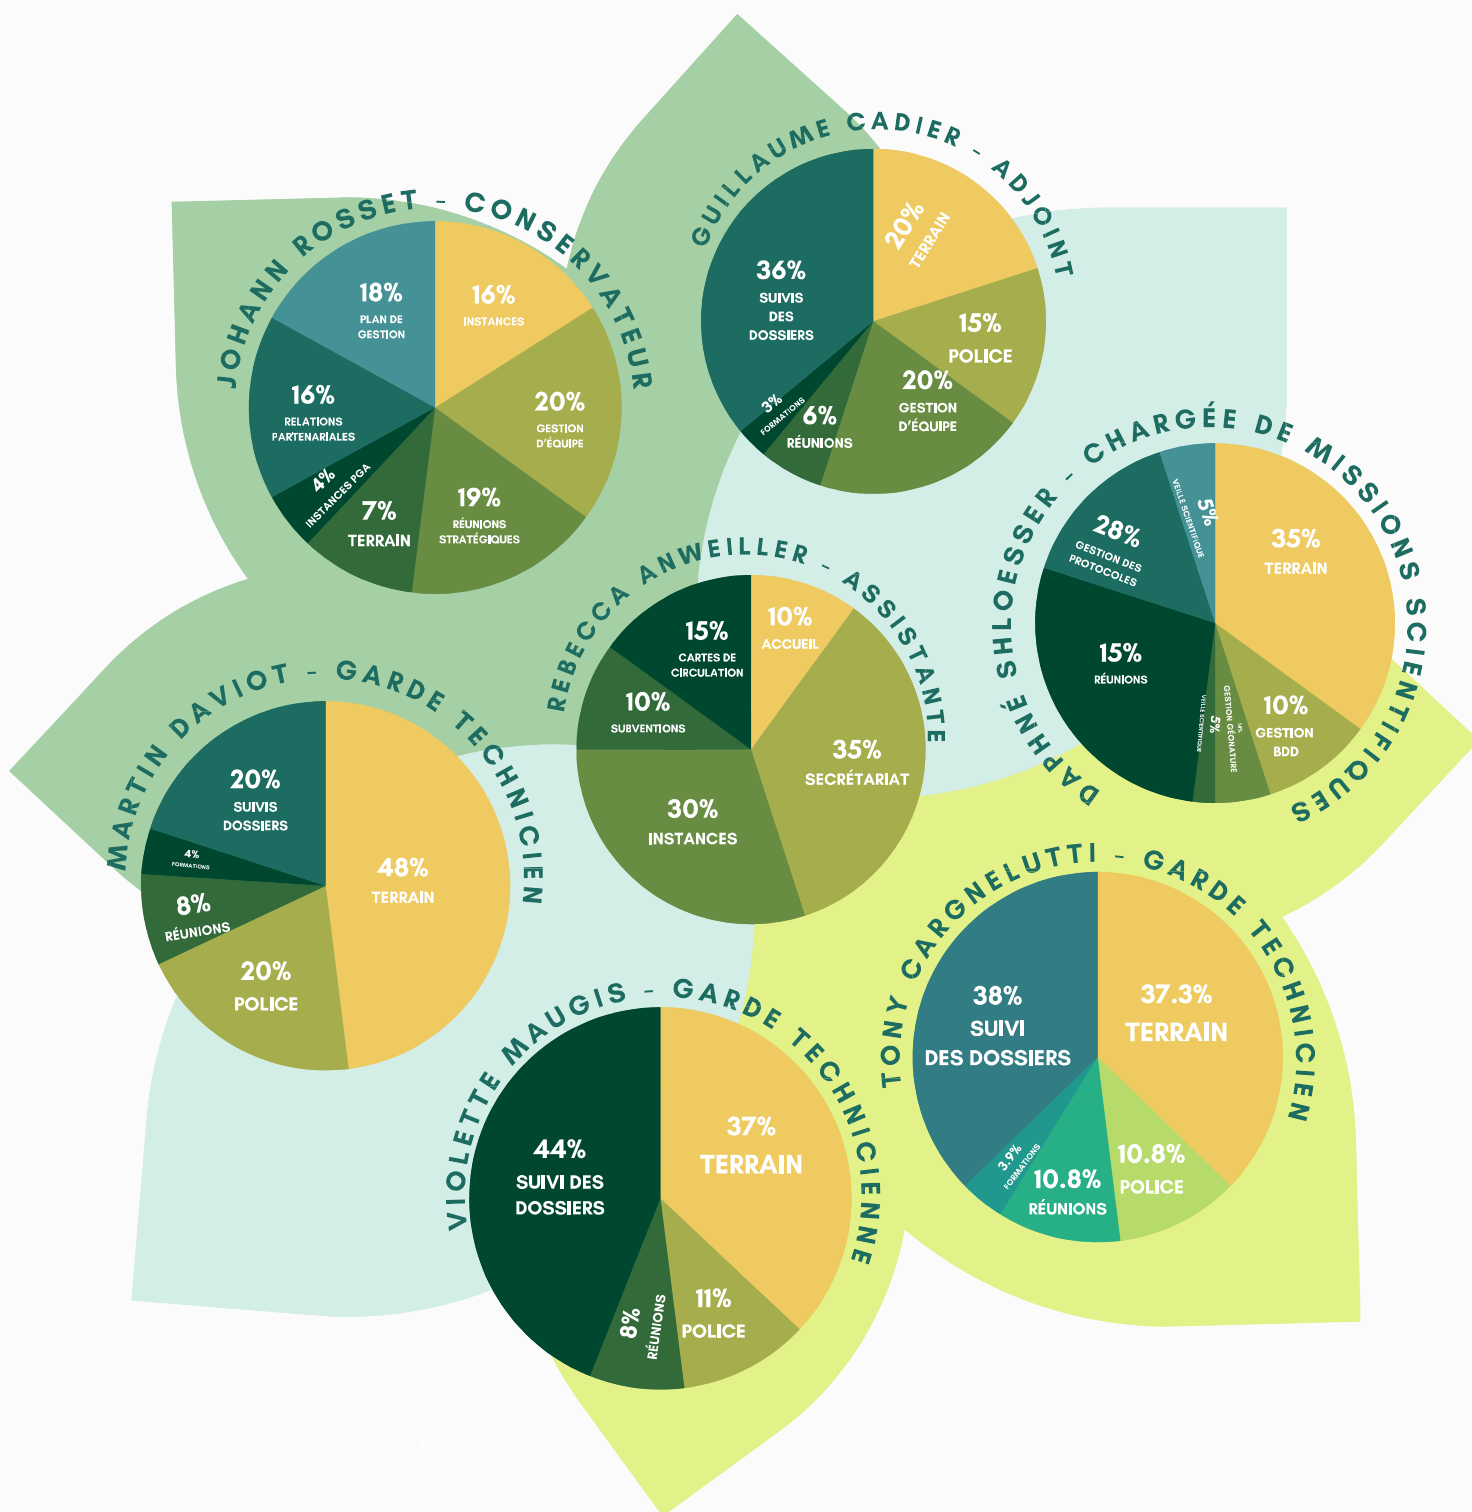 GUILLAUME CADIER - ADJOINT
20%
TERRAIN
15%
POLICE
20%
GESTION
D'ÉQUIPE
6%
RÉUNIONS
3%
FORMATIONS
36%
SUIVIS
DES
DOSSIERS
JOHANN ROSSET - CONSERVATEUR
16%
INSTANCES
20%
GESTION
D'ÉQUIPE
19%
RÉUNIONS
STRATÉGIQUES
7%
TERRAIN
4%
INSTANCES PGA
16%
RELATIONS
PARTENARIALES
18%
PLAN DE
GESTION
DAPHNÉ SHLOESSER - CHARGÉE DE MISSIONS SCIENTIFIQUES
35%
TERRAIN
10%
GESTION
BDD
GESTION GÉONATURE
5%
VEILLE SCIENTIFIQUE
15%
RÉUNIONS
28%
GESTION DES
PROTOCOLES
5%
VEILLE SCIENTIFIQUE
REBECCA ANWEILLER - ASSISTANTE
10%
ACCUEIL
35%
SECRÉTARIAT
30%
INSTANCES
10%
SUBVENTIONS
15%
CARTES DE
CIRCULATION
MARTIN DAVIOT - GARDE TECHNICIEN
48%
TERRAIN
20%
POLICE
8%
RÉUNIONS
4%
FORMATIONS
20%
SUIVIS
DOSSIERS
TONY CARGNELUTTI - GARDE TECHNICIEN
37.3%
TERRAIN
10.8%
POLICE
10.8%
RÉUNIONS
3.9%
FORMATIONS
38%
SUIVI
DES DOSSIERS
VIOLETTE MAUGIS - GARDE TECHNICIENNE
37%
TERRAIN
11%
POLICE
8%
RÉUNIONS
44%
SUIVI DES
DOSSIERS